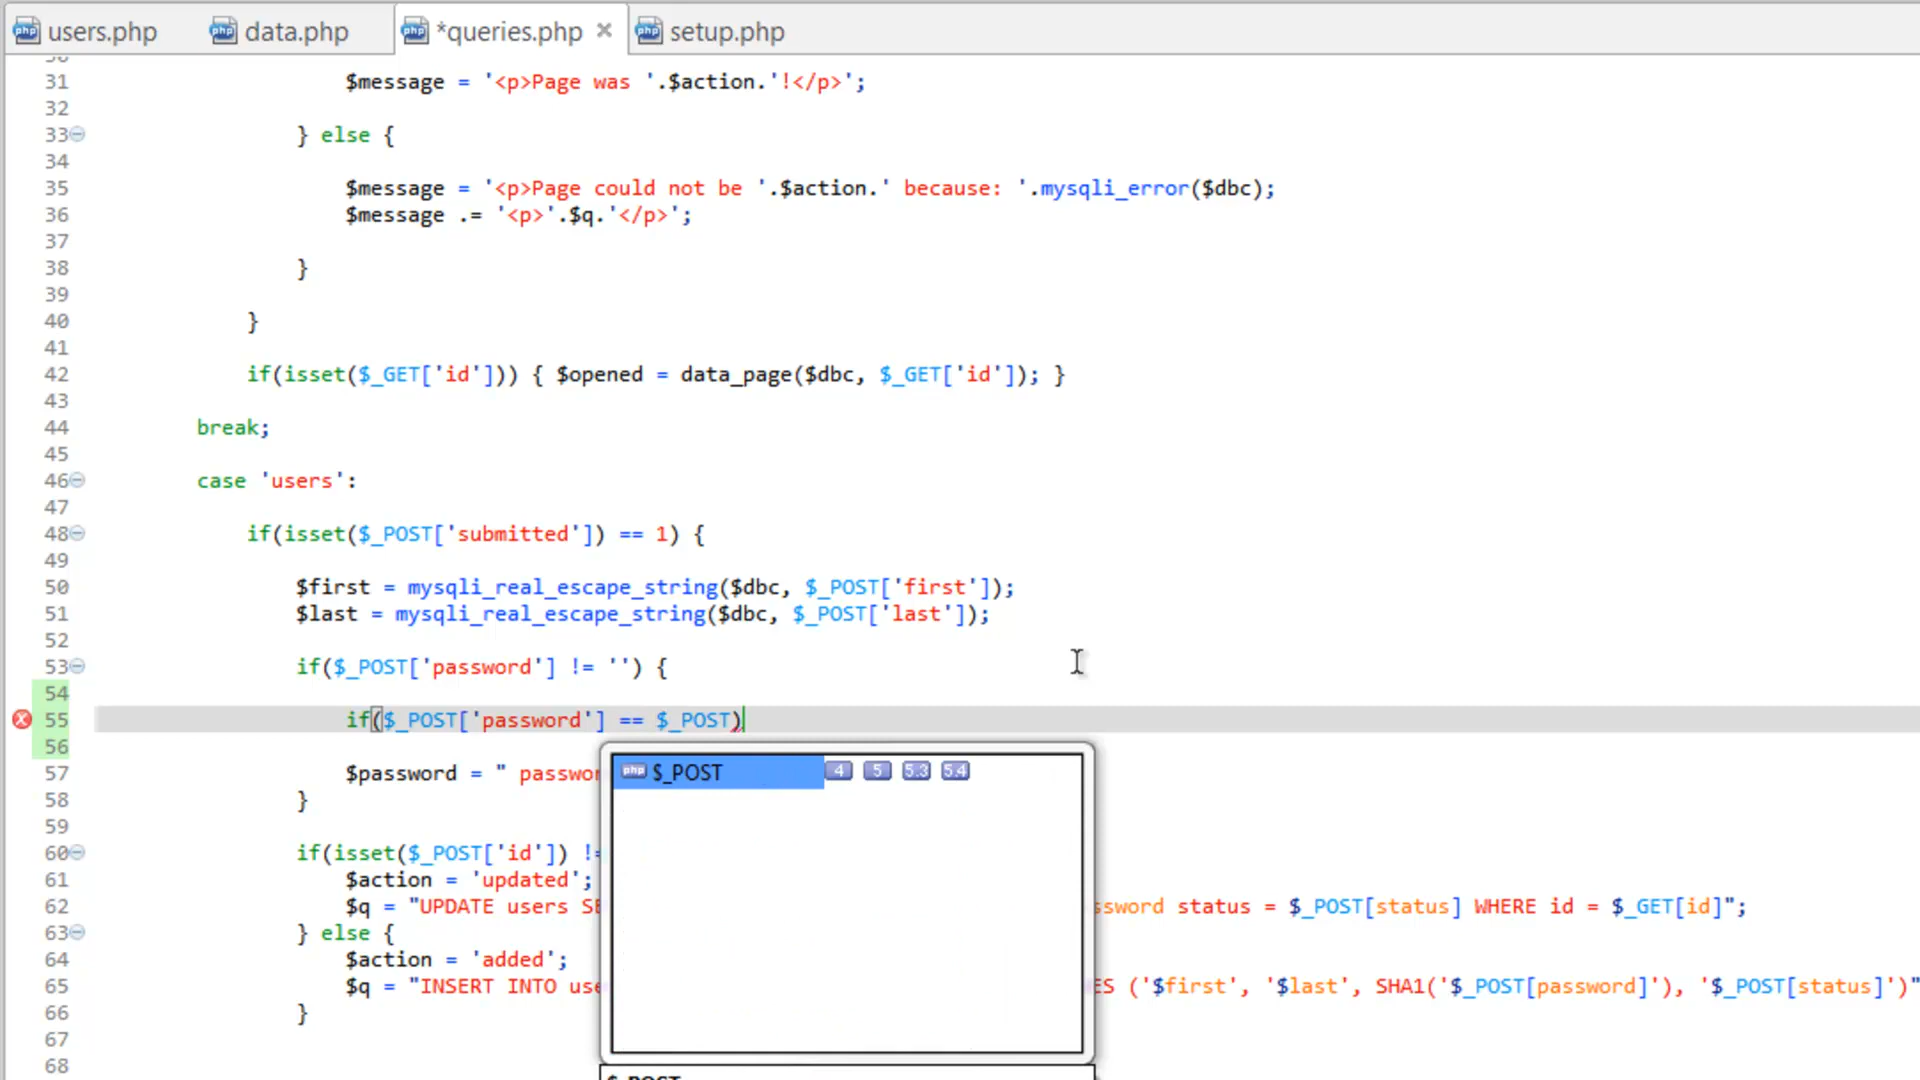 users.php data.php *queries.php setup.php
31 $message = '<p>Page was '.$action.'!</p>';
32
33 } else {
34
35 $message = '<p>Page could not be '.$action.' because: '.mysqli_error($dbc);
36 $message .= '<p>'.$q.'</p>';
37
38 }
39
40 }
41
42 if(isset($_GET['id'])) { $opened = data_page($dbc, $_GET['id']); }
43
44 break;
45
46 case 'users':
47
48 if(isset($_POST['submitted']) == 1) {
49
50 $first = mysqli_real_escape_string($dbc, $_POST['first']);
51 $last = mysqli_real_escape_string($dbc, $_POST['last']);
52
53 if($_POST['password'] != '') {
54
55 if($_POST['password'] == $_POST)
56
php $_POST 4 5 5.3 5.4
57 $password = " passwor
58 }
59
60 if(isset($_POST['id']) !=
61 $action = 'updated';
62 $q = "UPDATE users SE ssword status = $_POST[status] WHERE id = $_GET[id]";
63 } else {
64 $action = 'added';
65 $q = "INSERT INTO use ES ('$first', '$last', SHA1('$_POST[password]'), '$_POST[status]')"
66 }
67
68